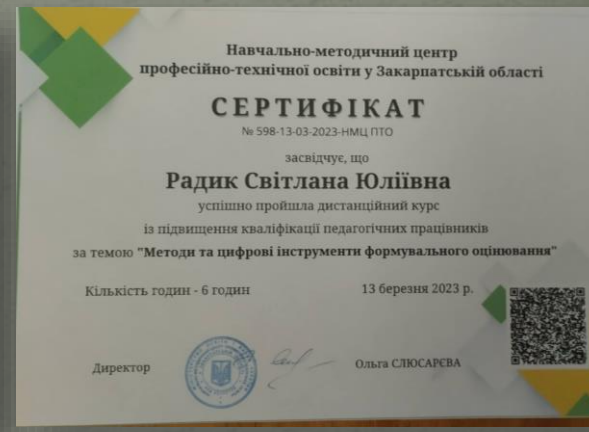 Навчально-методичний центр
професійно-технічної освіти у Закарпатській області
СЕРТИФІКАТ
№ 598-13-03-2023-НМЦ ПТО
засвідчує, що
Радик Світлана Юліївна
успішно пройшла дистанційний курс
із підвищення кваліфікації педагогічних працівників
за темою "Методи та цифрові інструменти формувального оцінювання"
Кількість годин - 6 годин
13 березня 2023 р.
Директор
Ольга СЛЮСАРЄВА